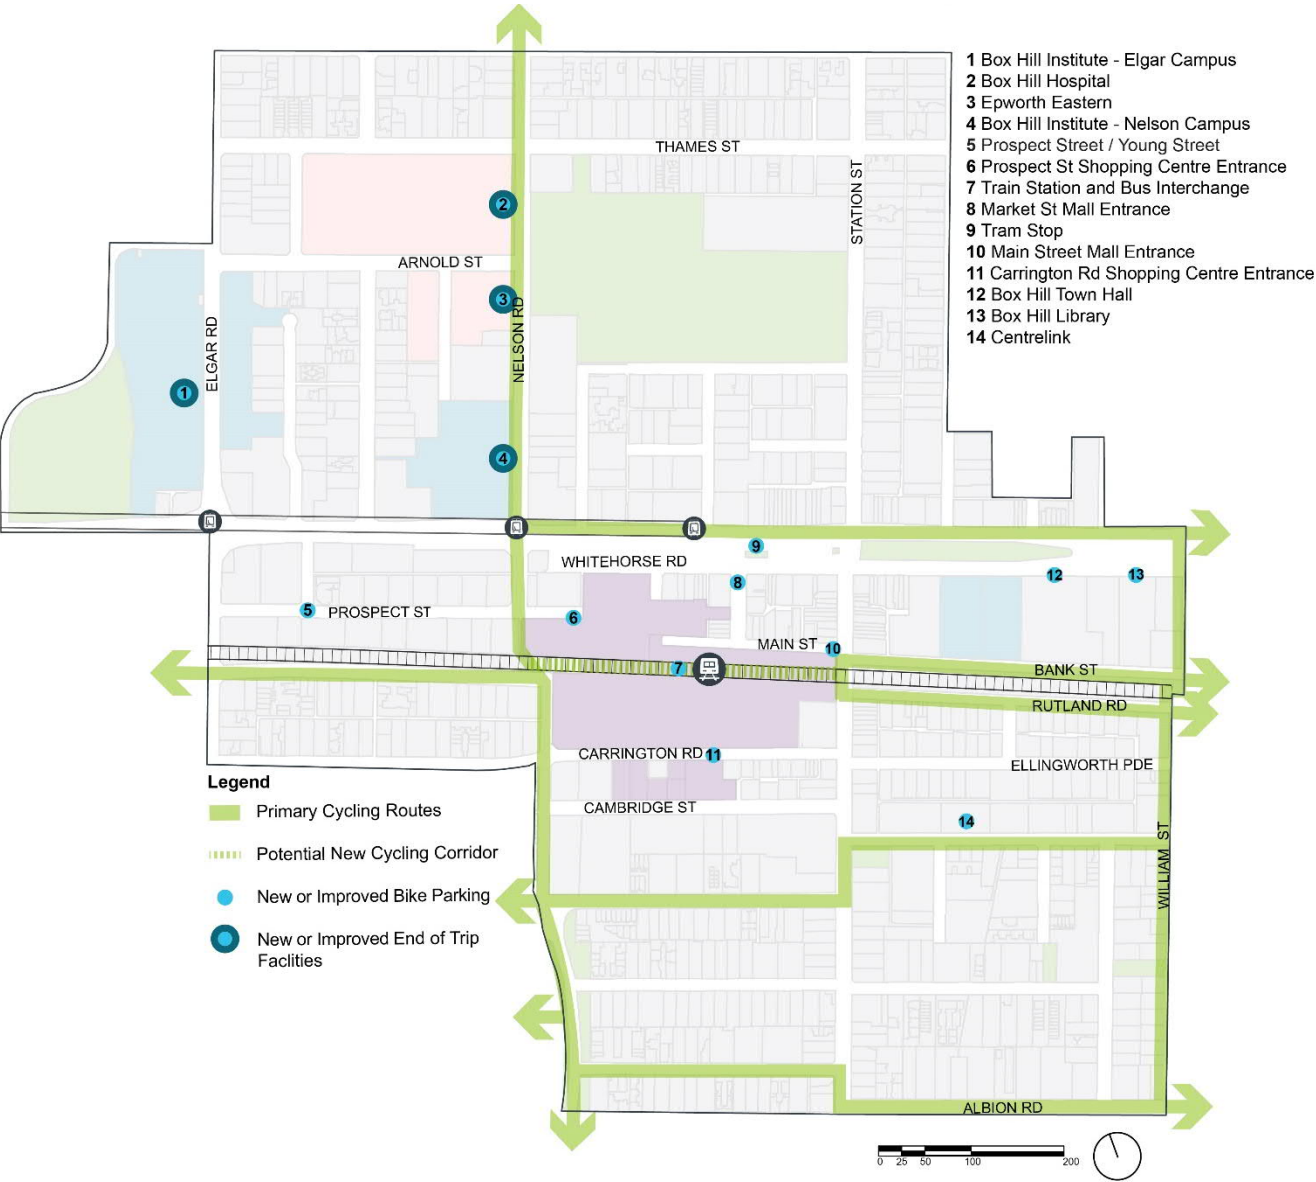 1 Box Hill Institute - Elgar Campus
2 Box Hill Hospital
3 Epworth Eastern
4 Box Hill Institute - Nelson Campus
5 Prospect Street / Young Street
6 Prospect St Shopping Centre Entrance
7 Train Station and Bus Interchange
8 Market St Mall Entrance
9 Tram Stop
10 Main Street Mall Entrance
11 Carrington Rd Shopping Centre Entrance
12 Box Hill Town Hall
13 Box Hill Library
14 Centrelink
THAMES ST
STATION ST
2
ARNOLD ST
3
NELSON RD
ELGAR RD
1
4
9
WHITEHORSE RD
8
12
13
5
PROSPECT ST
6
MAIN ST
10
7
BANK ST
RUTLAND RD
CARRINGTON RD
11
ELLINGWORTH PDE
CAMBRIDGE ST
14
WILLIAM ST
ALBION RD
Legend
Primary Cycling Routes
Potential New Cycling Corridor
New or Improved Bike Parking
New or Improved End of Trip
Faclities
0 25 50 100 200